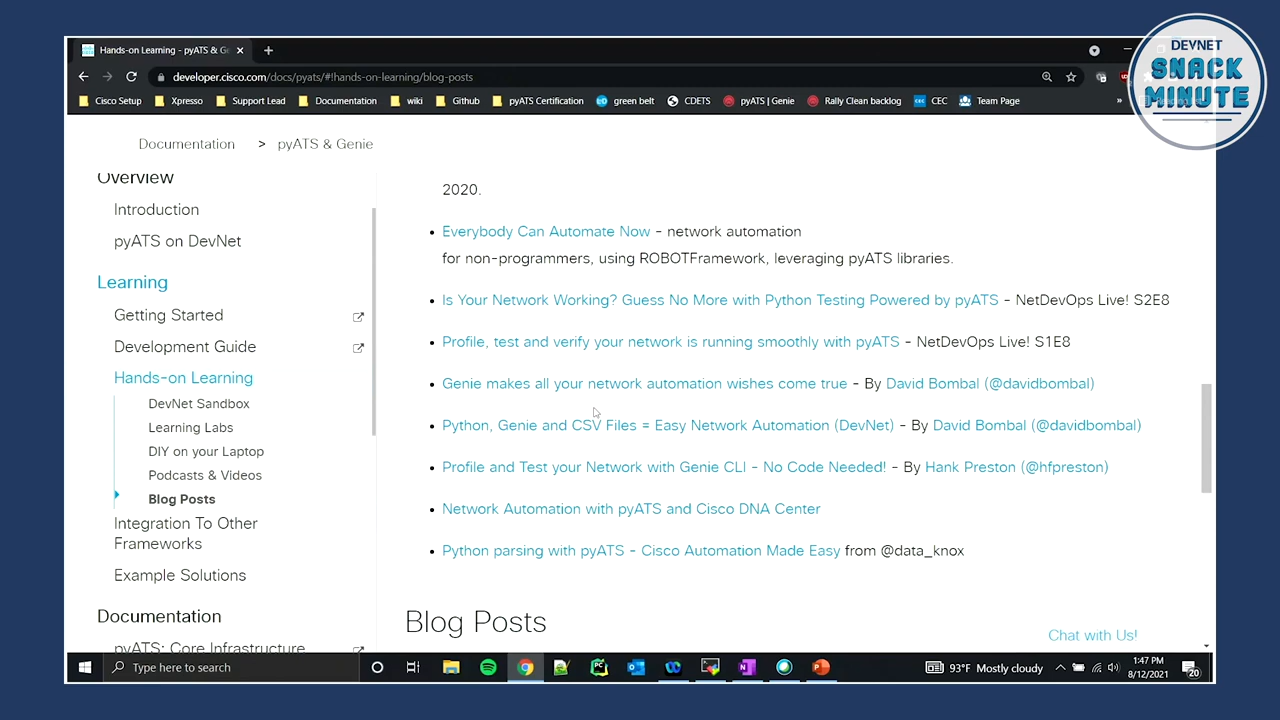 DEVNET
SNACK
MINUTE
Hands-on Learning - pyATS & Ge
developer.cisco.com/docs/pyats/#!hands-on-learning/blog-posts
Cisco Setup Xpresso Support Lead Documentation wiki Github pyATS Certification green belt CDETS pyATS | Genie Rally Clean backlog CEC Team Page »
Documentation > pyATS & Genie
Overview
Introduction
pyATS on DevNet
Learning
Getting Started
Development Guide
Hands-on Learning
DevNet Sandbox
Learning Labs
DIY on your Laptop
Podcasts & Videos
Blog Posts
Integration To Other
Frameworks
Example Solutions
Documentation
pyATS: Core Infrastructure
2020.
• Everybody Can Automate Now - network automation
for non-programmers, using ROBOTFramework, leveraging pyATS libraries.
• Is Your Network Working? Guess No More with Python Testing Powered by pyATS - NetDevOps Live! S2E8
• Profile, test and verify your network is running smoothly with pyATS - NetDevOps Live! S1E8
• Genie makes all your network automation wishes come true - By David Bombal (@davidbombal)
• Python, Genie and CSV Files = Easy Network Automation (DevNet) - By David Bombal (@davidbombal)
• Profile and Test your Network with Genie CLI - No Code Needed! - By Hank Preston (@hfpreston)
• Network Automation with pyATS and Cisco DNA Center
• Python parsing with pyATS - Cisco Automation Made Easy from @data_knox
Blog Posts
Chat with Us!
Type here to search
93°F Mostly cloudy
1:47 PM
8/12/2021
20